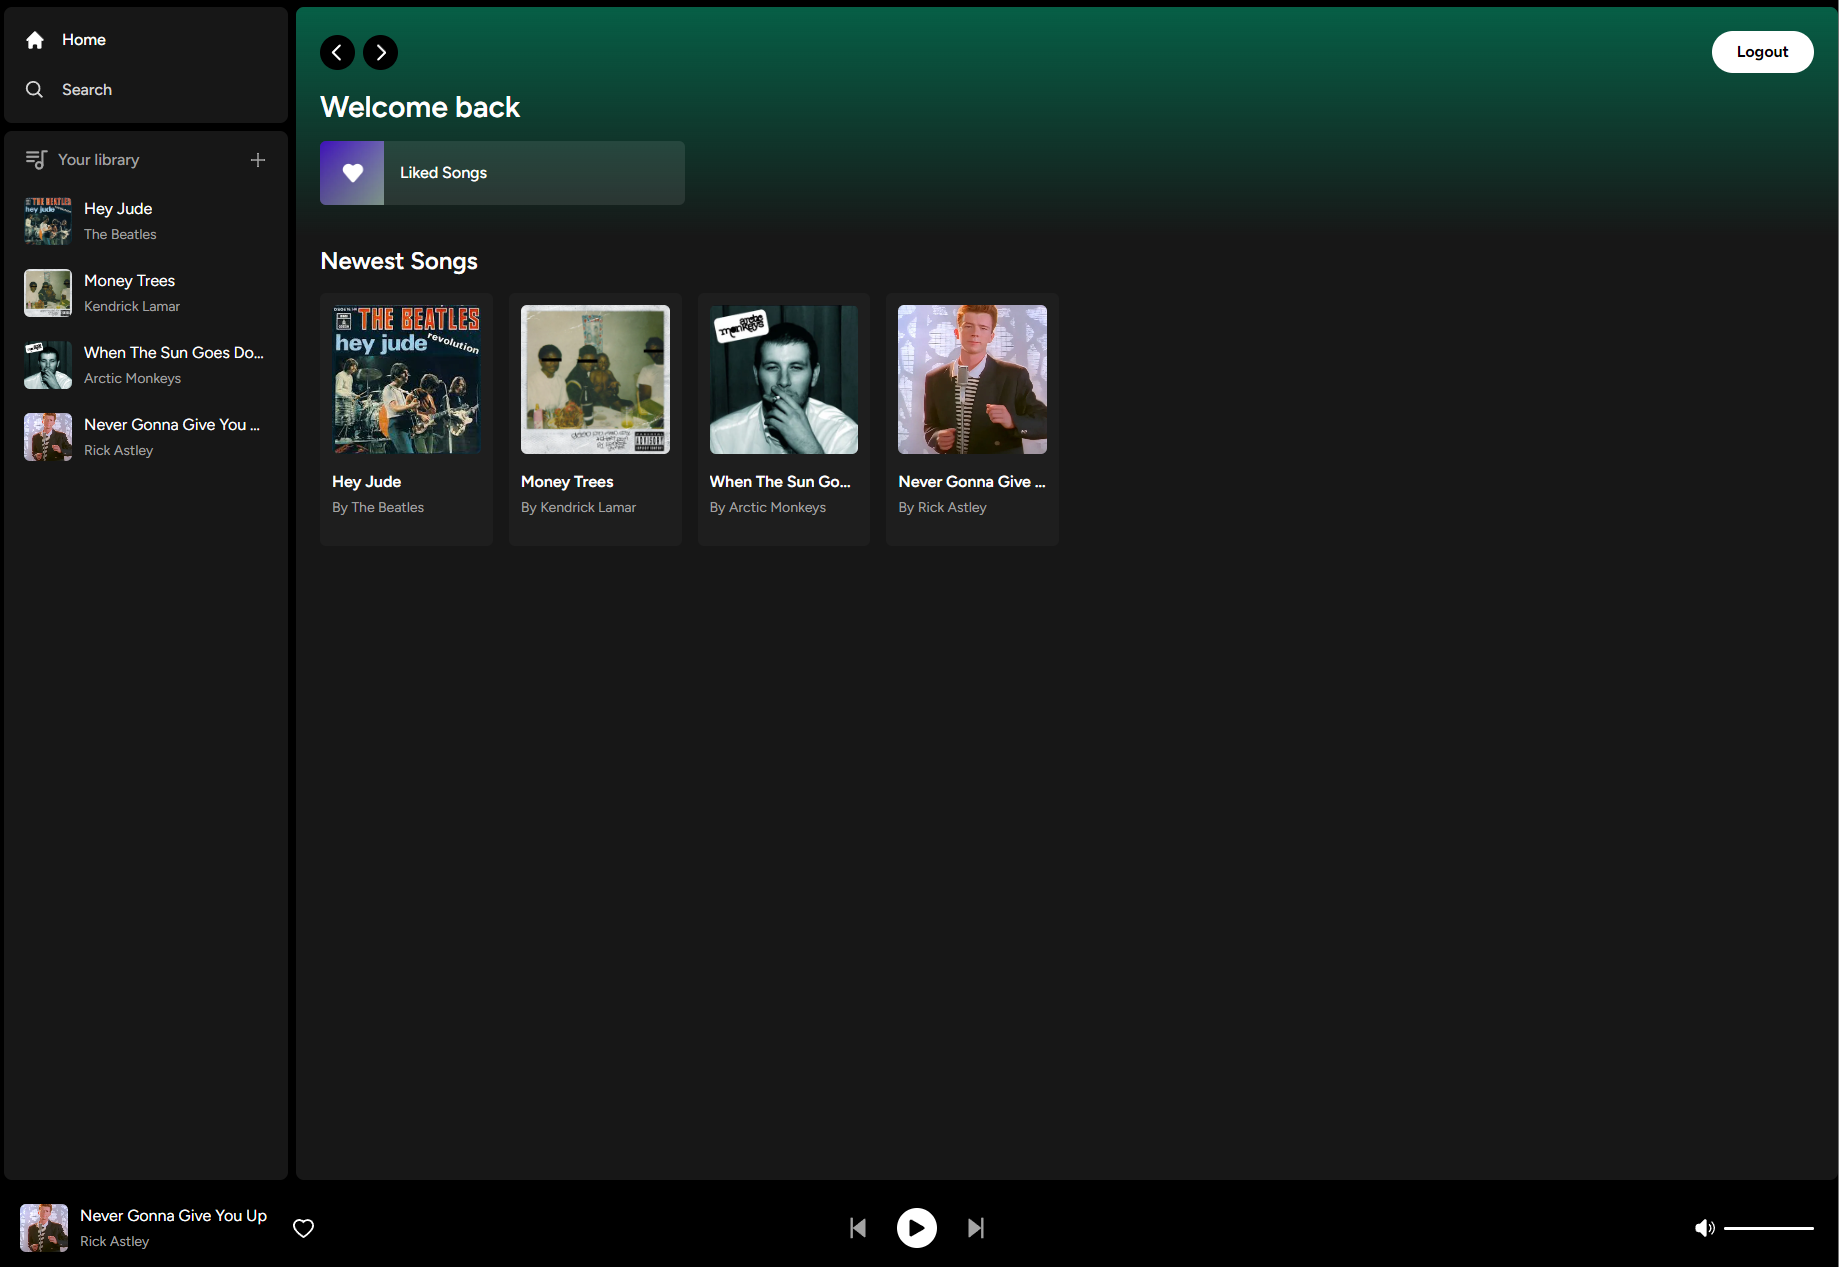 Home
Search
Your library
Hey Jude
The Beatles
Money Trees
Kendrick Lamar
When The Sun Goes Do...
Arctic Monkeys
Never Gonna Give You ...
Rick Astley
Logout
Welcome back
Liked Songs
Newest Songs
THE BEATLES
hey jude
revolution
Hey Jude
By The Beatles
Money Trees
By Kendrick Lamar
arctic
monkeys
When The Sun Go...
By Arctic Monkeys
Never Gonna Give ...
By Rick Astley
Never Gonna Give You Up
Rick Astley